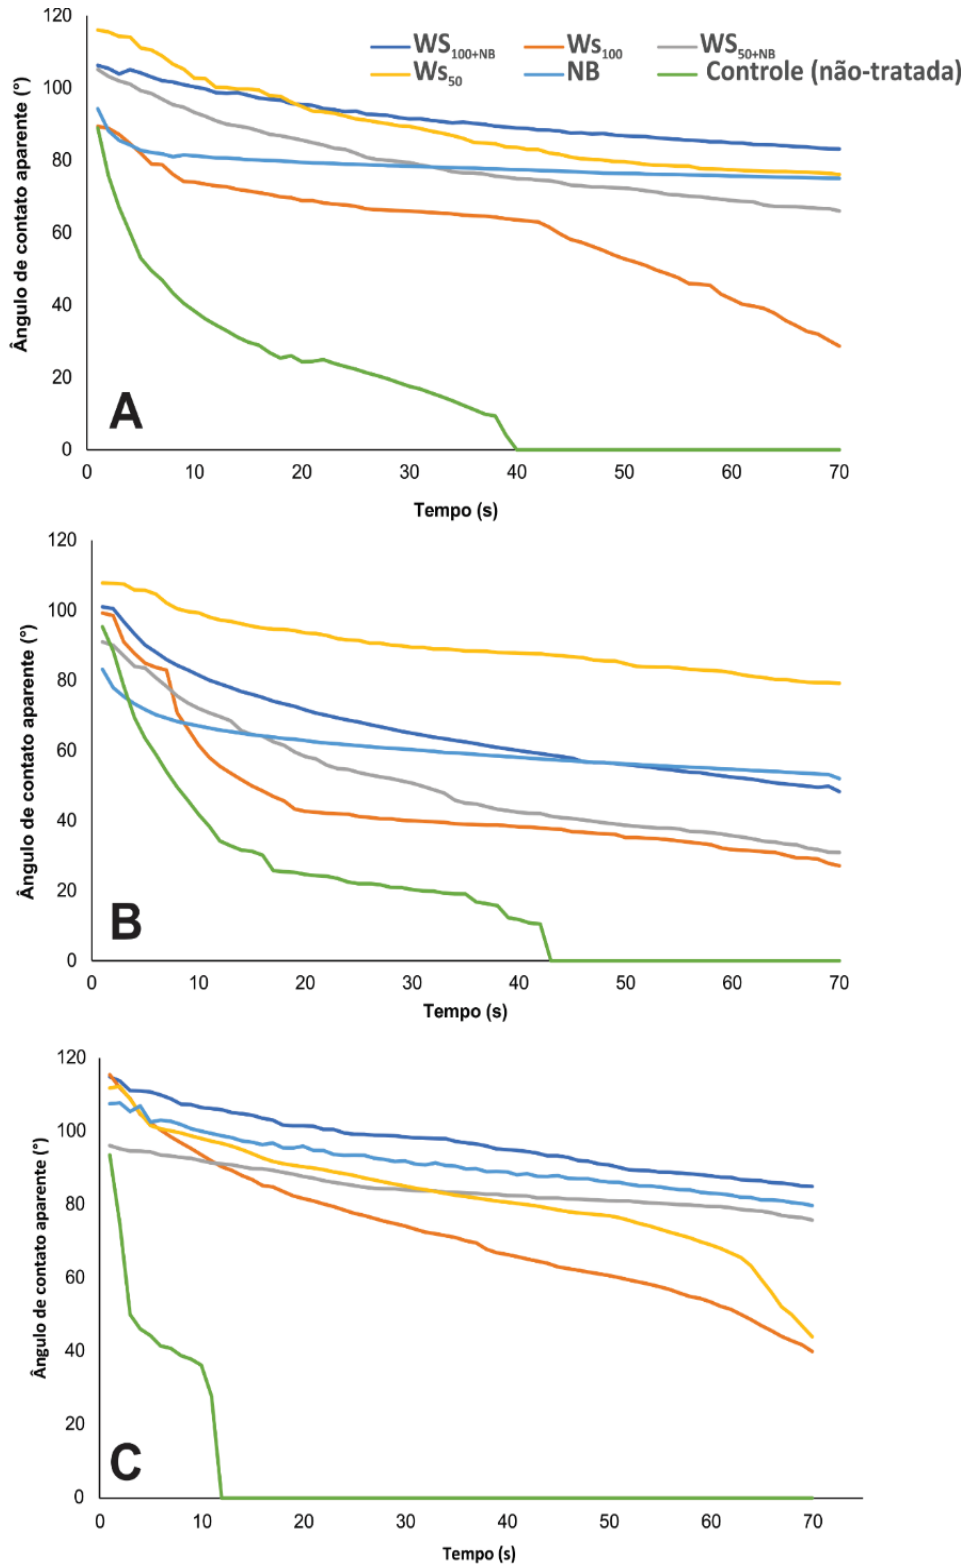 120
100
80
60
40
20
0
Ângulo de contato aparente (°)
WS100+NB Ws100 WS50+NB
Ws50 NB Controle (não-tratada)
A
0 10 20 30 40 50 60 70
Tempo (s)
120
100
80
60
40
20
0
Ângulo de contato aparente (°)
B
0 10 20 30 40 50 60 70
Tempo (s)
120
100
80
60
40
20
0
Ângulo de contato aparente (°)
C
0 10 20 30 40 50 60 70
Tempo (s)